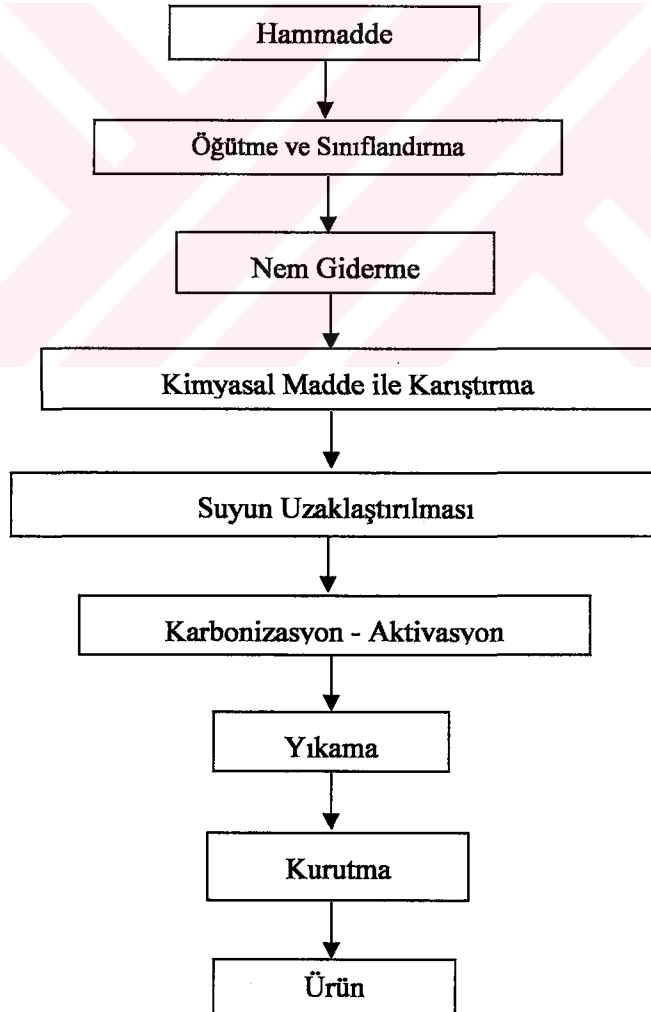 Hammadde
Öğütme ve Sınıflandırma
Nem Giderme
Kimyasal Madde ile Karıştırma
Suyun Uzaklaştırılması
Karbonizasyon - Aktivasyon
Yıkama
Kurutma
Ürün